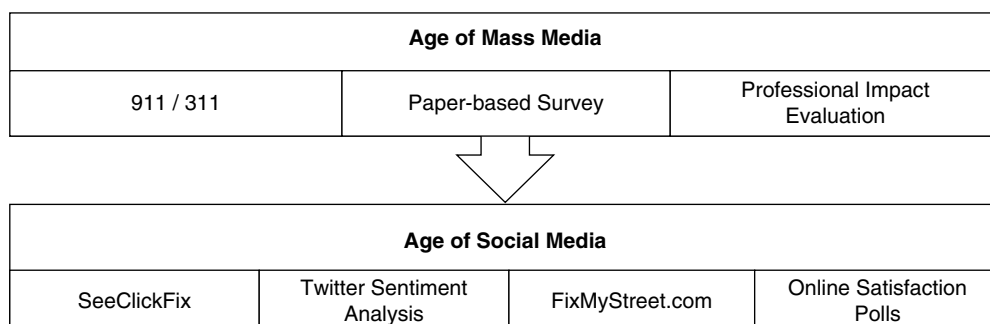 Age of Mass Media
911 / 311
Paper-based Survey
Professional Impact
Evaluation
Age of Social Media
SeeClickFix
Twitter Sentiment
Analysis
FixMyStreet.com
Online Satisfaction
Polls